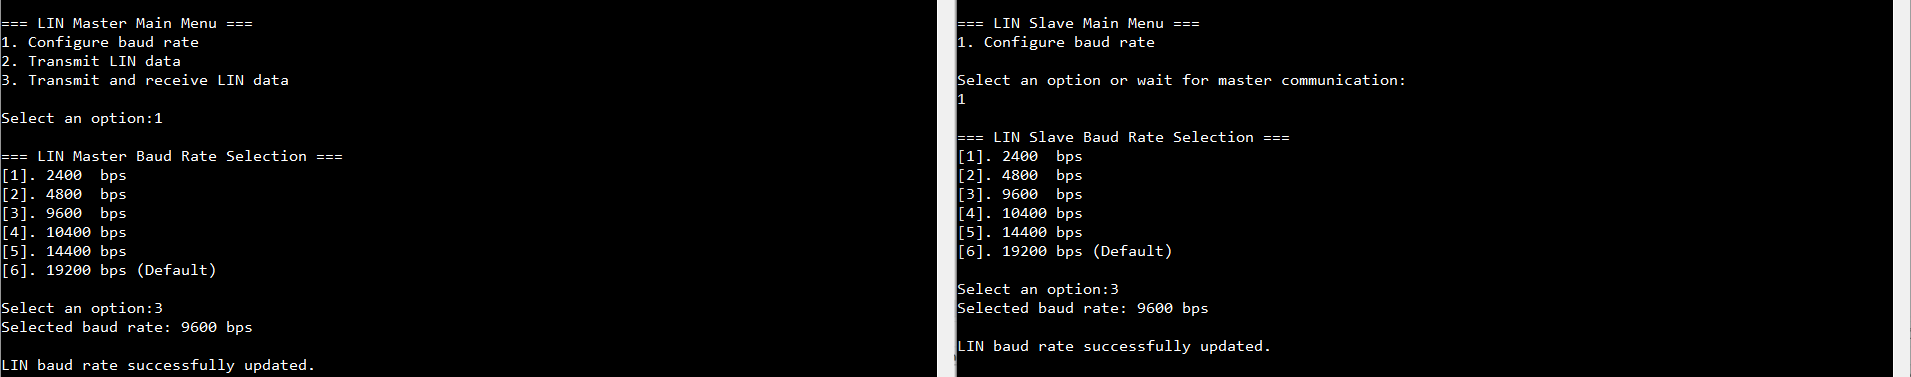 === LIN Master Main Menu ===
1. Configure baud rate
2. Transmit LIN data
3. Transmit and receive LIN data
Select an option:1
=== LIN Master Baud Rate Selection ===
[1]. 2400  bps
[2]. 4800  bps
[3]. 9600  bps
[4]. 10400 bps
[5]. 14400 bps
[6]. 19200 bps (Default)
Select an option:3
Selected baud rate: 9600 bps
LIN baud rate successfully updated.
=== LIN Slave Main Menu ===
1. Configure baud rate
Select an option or wait for master communication:
1
=== LIN Slave Baud Rate Selection ===
[1]. 2400  bps
[2]. 4800  bps
[3]. 9600  bps
[4]. 10400 bps
[5]. 14400 bps
[6]. 19200 bps (Default)
Select an option:3
Selected baud rate: 9600 bps
LIN baud rate successfully updated.